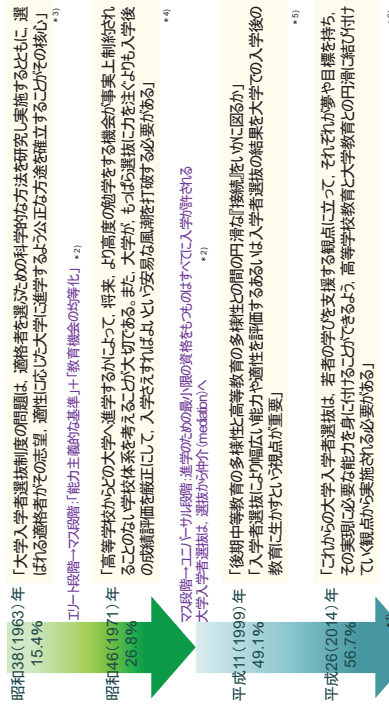 昭和38(1963)年
15.4%
「大学入学者選抜制度の問題は、適格者を選ぶための科学的な方法を研究し実施するとともに、選
ばれる適格者がその志望、適性に応じた大学に進学するよう公正な方途を確立することがその核心」
*3)
エリート段階→マス段階:「能力主義的な基準」+「教育機会の均等化」 *2)
昭和46(1971)年
26.8%
「高等学校からどの大学へ進学するかによって、将来、より高度の勉学をする機会が事実上制約され
ることのない学校体系を考えることが大切である。また、大学が、もっぱら選抜に力を注ぐよりも入学後
の成績評価を厳正にして、入学さえすればよいという安易な風潮を打破する必要がある」
*4)
マス段階→ユニバーサル段階:進学のための最小限の資格をもつものはすべてに入学が許される
大学入学者選抜は、選抜から仲介(mediation)へ *2)
平成11(1999)年
49.1%
「後期中等教育の多様性と高等教育の多様性との間の円滑な『接続』をいかに図るか」
「入学者選抜により幅広い能力や適性を評価するあるいは入学者選抜の結果を大学での入学後の
教育に生かすという視点が重要」
*5)
平成26(2014)年
56.7%
「これからの大学入学者選抜は、若者の学びを支援する観点に立って、それぞれが夢や目標を持ち、
その実現に必要な能力を身に付けることができるよう、高等学校教育と大学教育との円滑に結び付け
ていく観点から実施される必要がある」